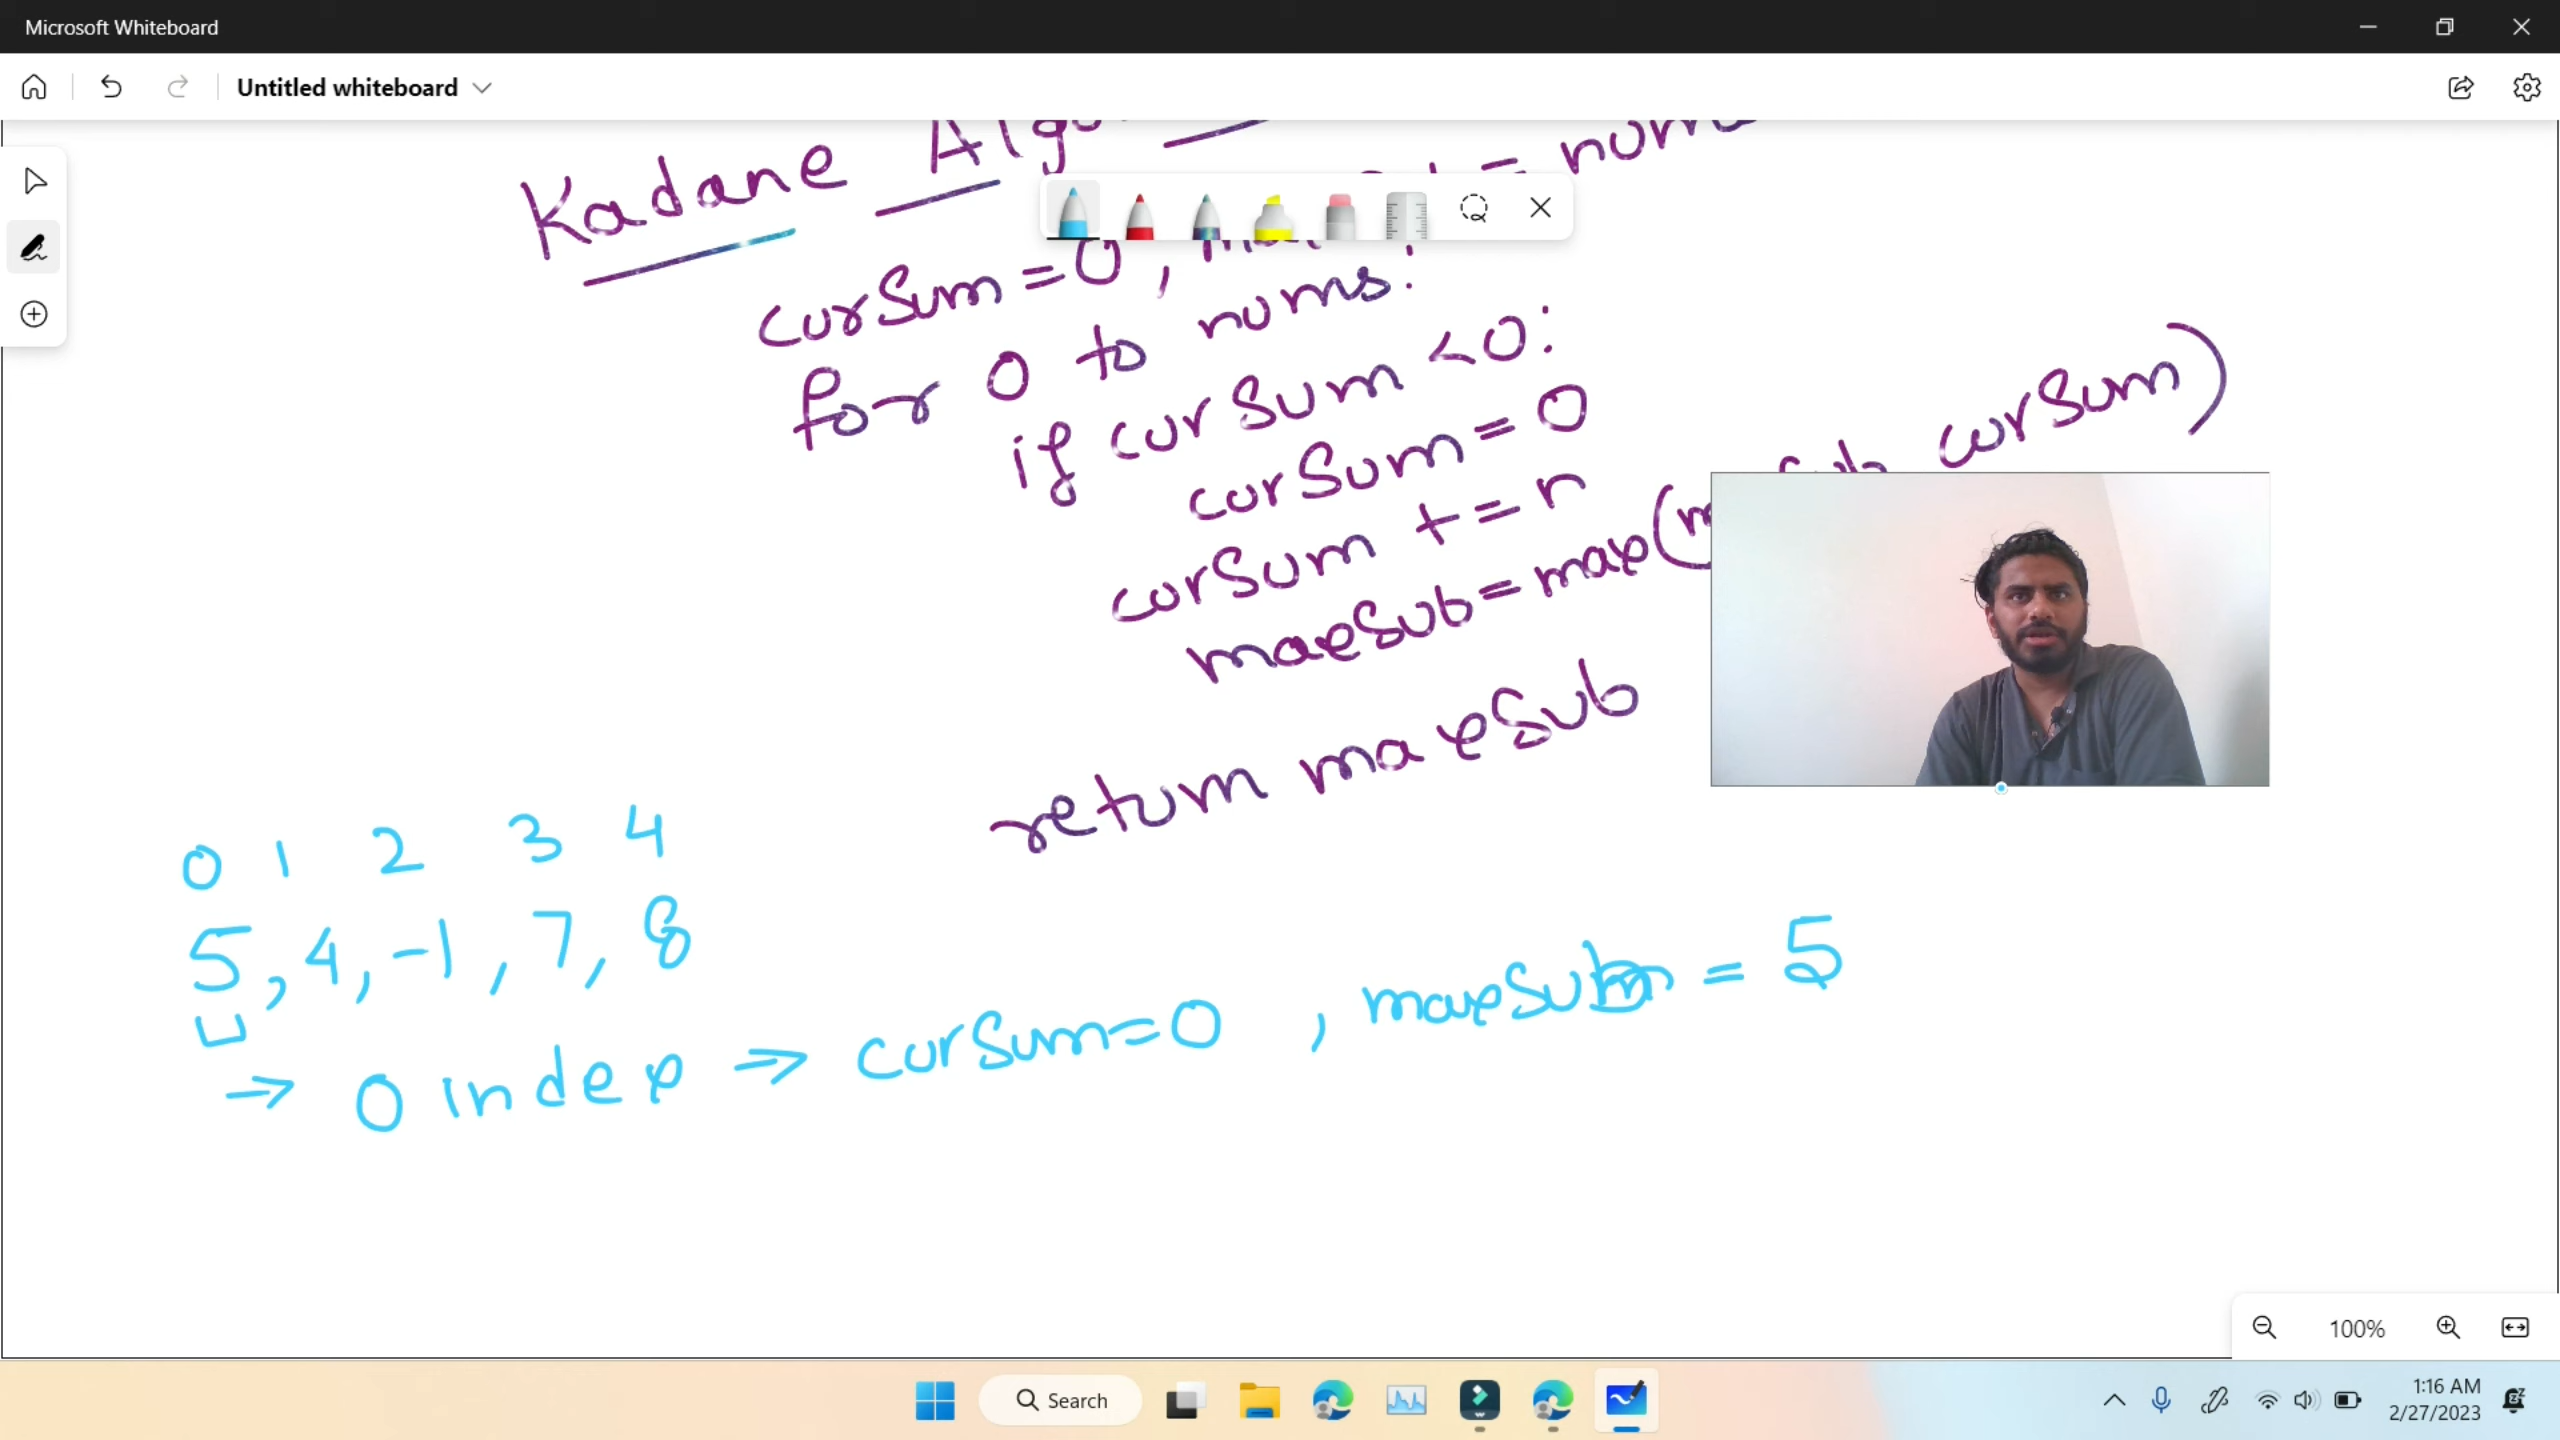 Microsoft Whiteboard
Untitled whiteboard
Kadane Algo
curSum = 0 ,
for 0 to nums:
if curSum <0:
curSum = 0
curSum += n
maxSub = max( curSum)
return maxSub
0 1 2 3 4
5, 4, -1, 7, 8
→ 0 index → curSum=0 , maxSub = 5
100%
Search
1:16 AM
2/27/2023